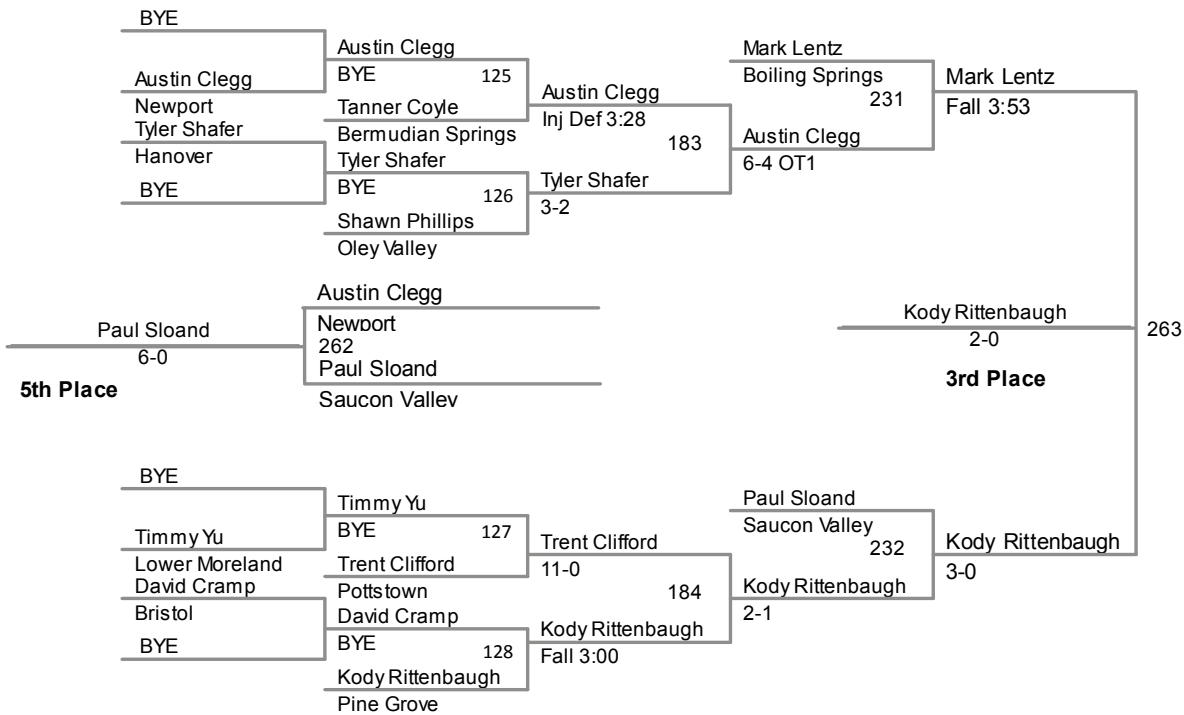 BYE
Austin Clegg
Newport
Tyler Shafer
Hanover
BYE
Austin Clegg
BYE 125
Tanner Coyle
Bermudian Springs
Tyler Shafer
BYE 126
Shawn Phillips
Oley Valley
Austin Clegg
Inj Def 3:28
183
Tyler Shafer
3-2
Mark Lentz
Boiling Springs
231
Austin Clegg
6-4 OT1
Mark Lentz
Fall 3:53
Paul Sloand
6-0
5th Place
Austin Clegg
Newport
262
Paul Sloand
Saucon Valley
Kody Rittenbaugh
2-0
263
3rd Place
BYE
Timmy Yu
Lower Moreland
David Cramp
Bristol
BYE
Timmy Yu
BYE 127
Trent Clifford
Pottstown
David Cramp
BYE 128
Kody Rittenbaugh
Pine Grove
Trent Clifford
11-0
184
Kody Rittenbaugh
Fall 3:00
Paul Sloand
Saucon Valley
232
Kody Rittenbaugh
2-1
Kody Rittenbaugh
3-0